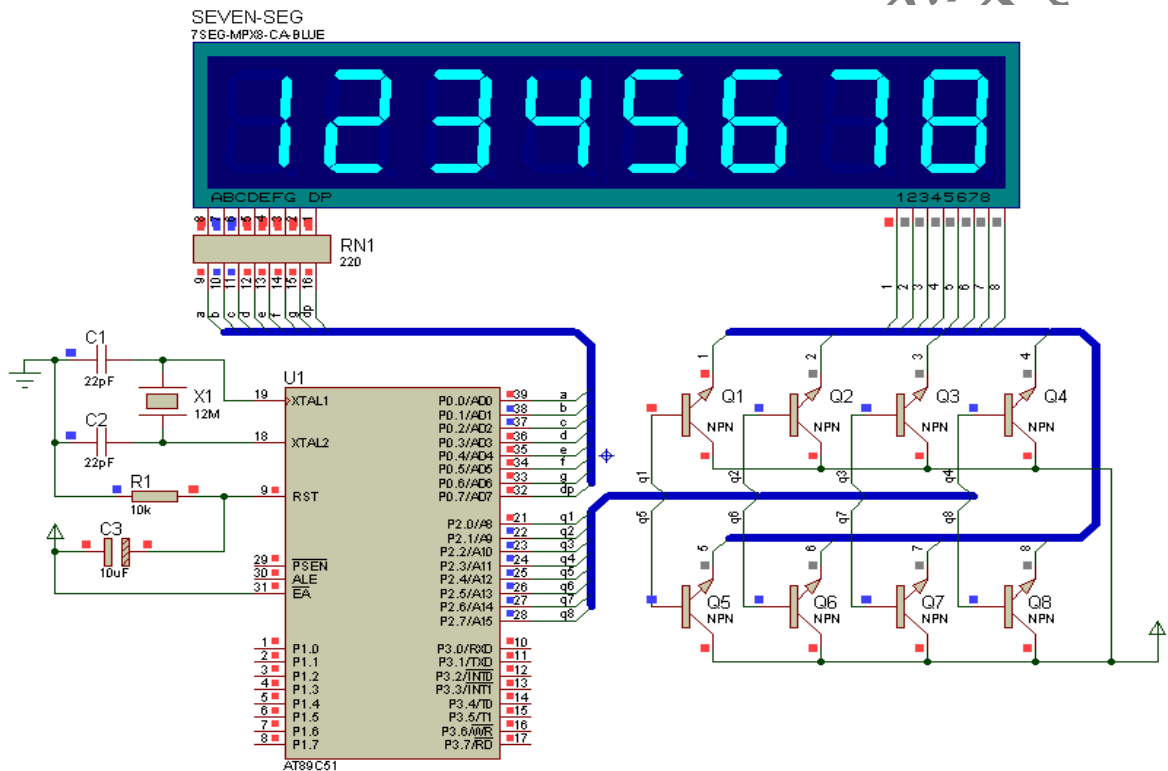 SEVEN-SEG
7SEG-MPX8-CA-BLUE
12345678
ABCDEFG DP
12345678
8 7 6 5 4 3 2 1
RN1
220
9 10 11 12 13 14 15 16
a b c d e f g dp
1 2 3 4 5 6 7 8
C1
22pF
X1
12M
C2
22pF
R1
10k
C3
10uF
U1
19 XTAL1
18 XTAL2
9 RST
29 PSEN
30 ALE
31 EA
1 P1.0
2 P1.1
3 P1.2
4 P1.3
5 P1.4
6 P1.5
7 P1.6
8 P1.7
P0.0/AD0 39 a
P0.1/AD1 38 b
P0.2/AD2 37 c
P0.3/AD3 36 d
P0.4/AD4 35 e
P0.5/AD5 34 f
P0.6/AD6 33 g
P0.7/AD7 32 dp
P2.0/A8 21 q1
P2.1/A9 22 q2
P2.2/A10 23 q3
P2.3/A11 24 q4
P2.4/A12 25 q5
P2.5/A13 26 q6
P2.6/A14 27 q7
P2.7/A15 28 q8
P3.0/RXD 10
P3.1/TXD 11
P3.2/INT0 12
P3.3/INT1 13
P3.4/T0 14
P3.5/T1 15
P3.6/WR 16
P3.7/RD 17
AT89C51
1 2 3 4
Q1 Q2 Q3 Q4
NPN NPN NPN NPN
q1 q2 q3 q4
q5 q6 q7 q8
5 6 7 8
Q5 Q6 Q7 Q8
NPN NPN NPN NPN